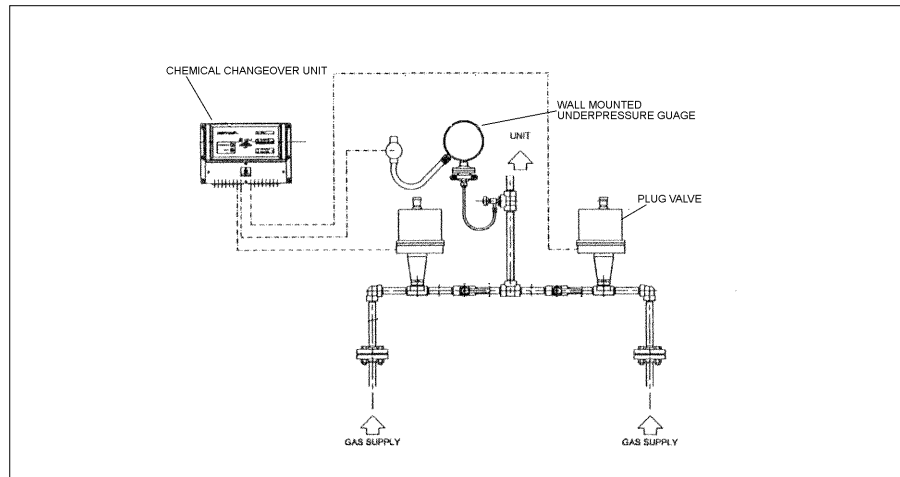 CHEMICAL CHANGEOVER UNIT
WALL MOUNTED
UNDERPRESSURE GUAGE
UNIT
PLUG VALVE
GAS SUPPLY
GAS SUPPLY